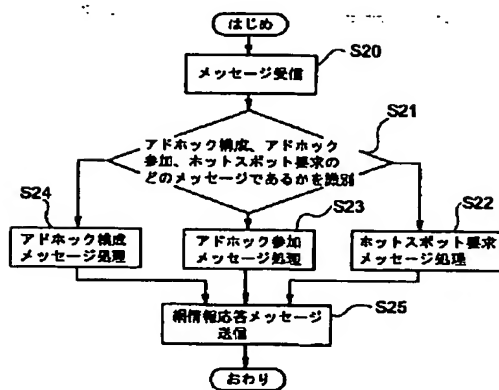 はじめ
S20
メッセージ受信
S21
アドホック構成、アドホック
参加、ホットスポット要求の
どのメッセージであるかを識別
S24
アドホック構成
メッセージ処理
S23
アドホック参加
メッセージ処理
S22
ホットスポット要求
メッセージ処理
S25
網情報応答メッセージ
送信
おわり